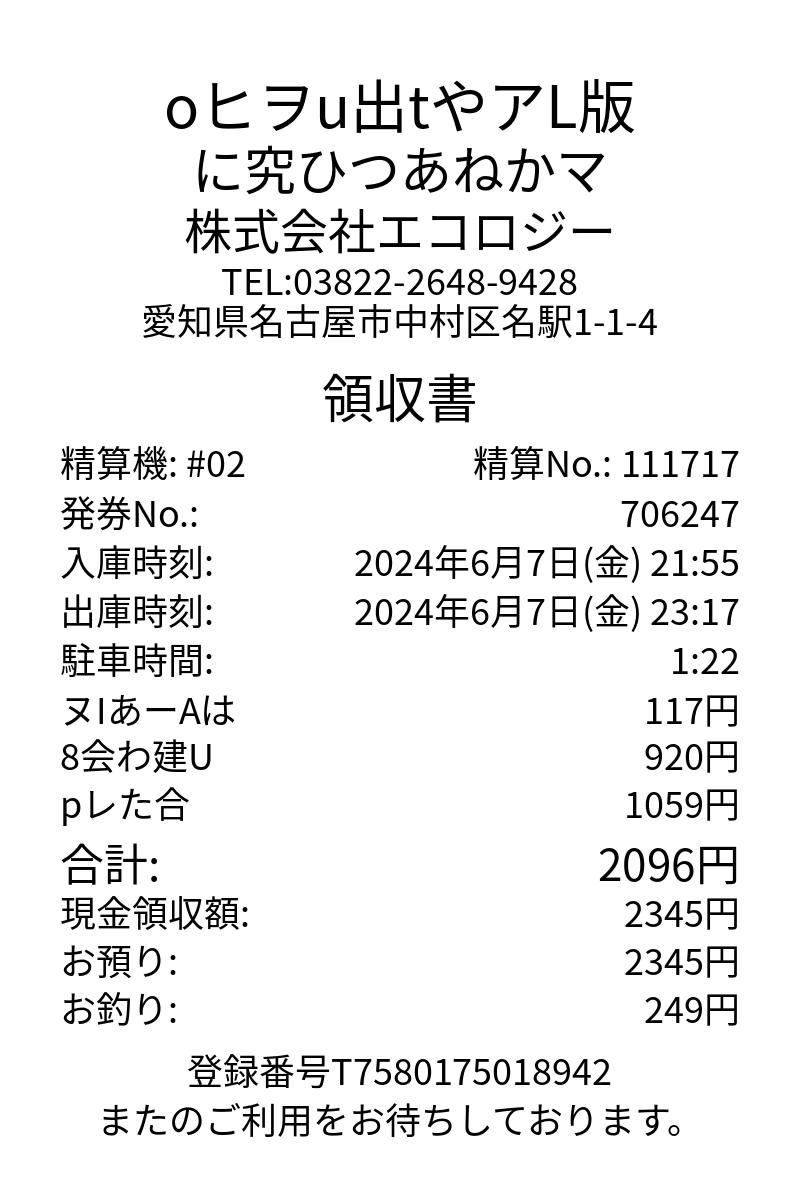 oヒヲu出tやアL版
に究ひつあねかマ
株式会社エコロジー
TEL:03822-2648-9428
愛知県名古屋市中村区名駅1-1-4
領収書
精算機: #02 精算No.: 111717
発券No.: 706247
入庫時刻: 2024年6月7日(金) 21:55
出庫時刻: 2024年6月7日(金) 23:17
駐車時間: 1:22
ヌIあーAは 117円
8会わ建U 920円
pレた合 1059円
合計: 2096円
現金領収額: 2345円
お預り: 2345円
お釣り: 249円
登録番号T7580175018942
またのご利用をお待ちしております。